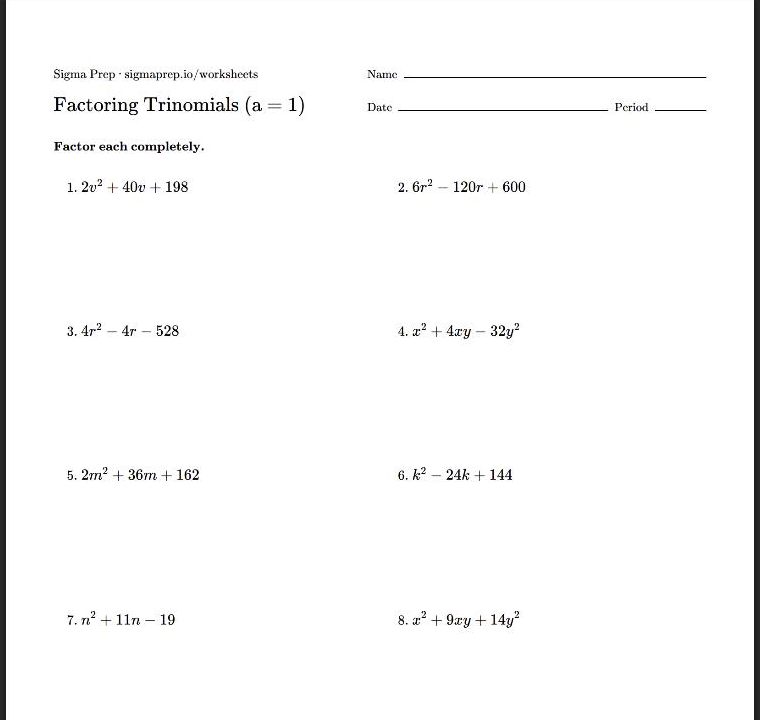 Sigma Prep · sigmaprep.io/worksheets
Name
Factoring Trinomials (a = 1)
Date Period
Factor each completely.
1. 2v² + 40v + 198
2. 6r² − 120r + 600
3. 4r² − 4r − 528
4. x² + 4xy − 32y²
5. 2m² + 36m + 162
6. k² − 24k + 144
7. n² + 11n − 19
8. x² + 9xy + 14y²